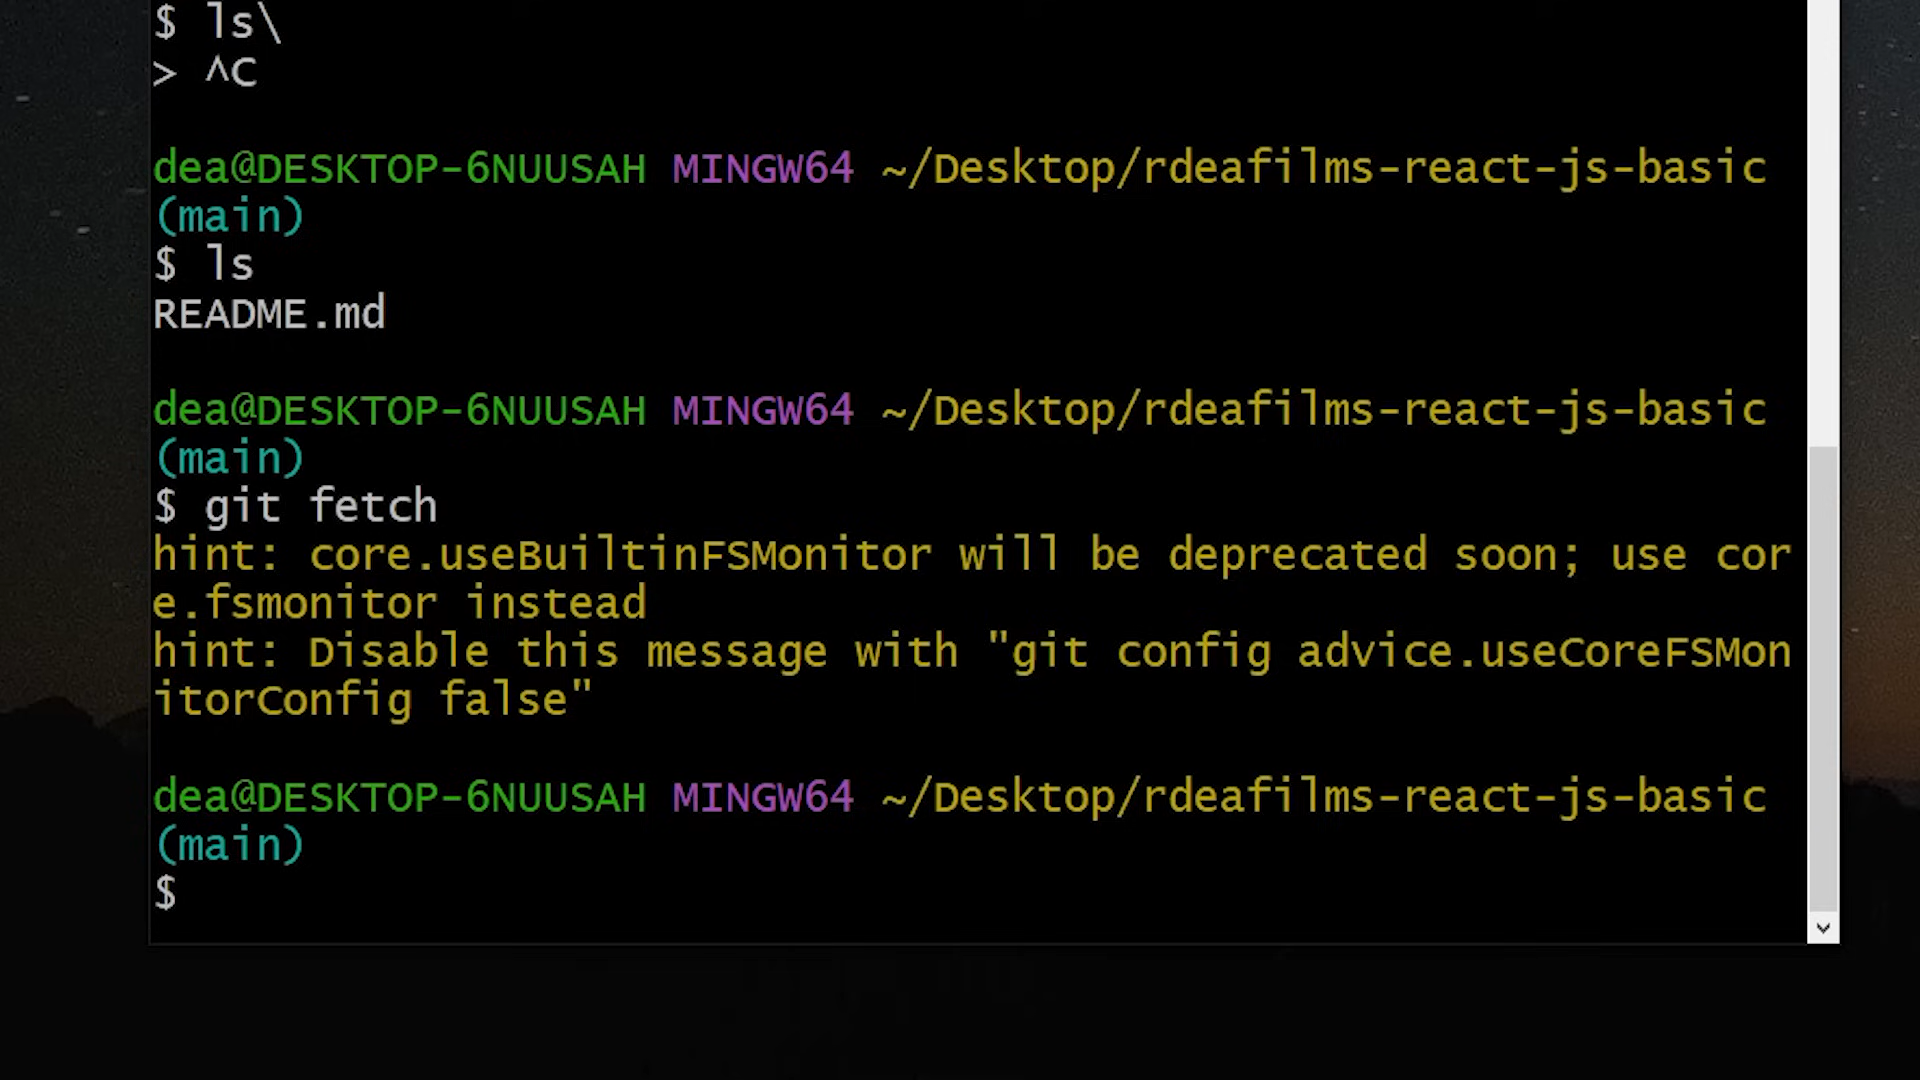 $ ls\
> ^C
dea@DESKTOP-6NUUSAH MINGW64 ~/Desktop/rdeafilms-react-js-basic
(main)
$ ls
README.md
dea@DESKTOP-6NUUSAH MINGW64 ~/Desktop/rdeafilms-react-js-basic
(main)
$ git fetch
hint: core.useBuiltinFSMonitor will be deprecated soon; use cor
e.fsmonitor instead
hint: Disable this message with "git config advice.useCoreFSMon
itorConfig false"
dea@DESKTOP-6NUUSAH MINGW64 ~/Desktop/rdeafilms-react-js-basic
(main)
$